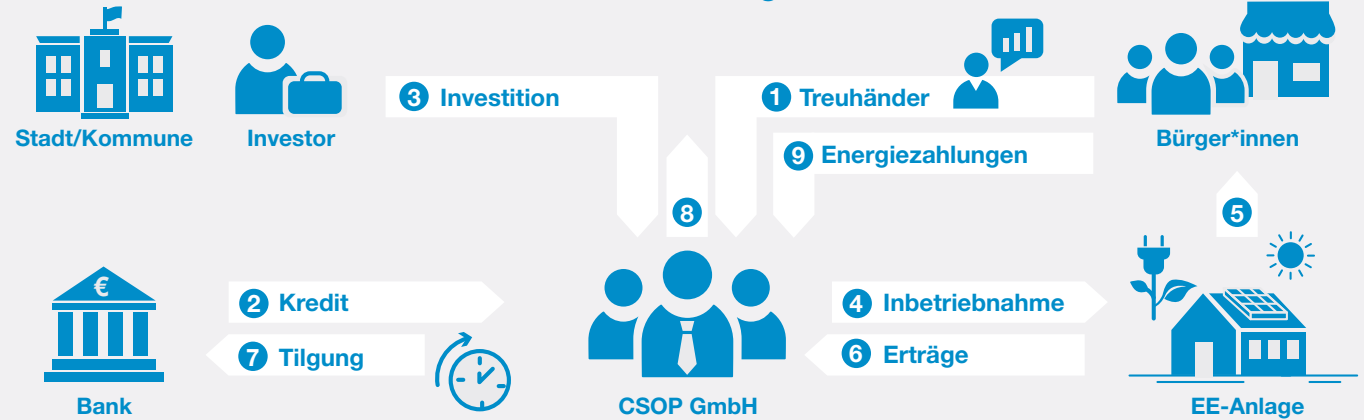 3 Investition
1 Treuhänder
Stadt/Kommune
Investor
Bürger*innen
9 Energiezahlungen
8
5
€
2 Kredit
4 Inbetriebnahme
7 Tilgung
6 Erträge
Bank
CSOP GmbH
EE-Anlage